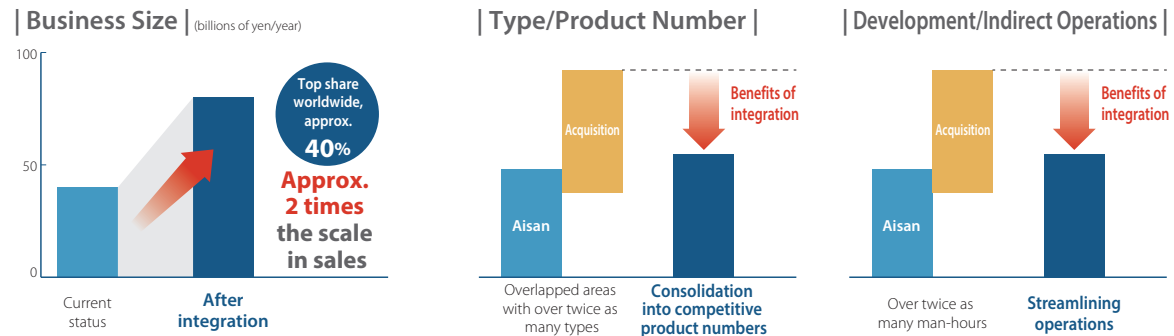 | Business Size | (billions of yen/year)
100
50
0
Top share
worldwide,
approx.
40%
Approx.
2 times
the scale
in sales
Current
status
After
integration
| Type/Product Number |
Acquisition
Aisan
Benefits of
integration
Overlapped areas
with over twice as
many types
Consolidation
into competitive
product numbers
| Development/Indirect Operations |
Acquisition
Aisan
Benefits of
integration
Over twice as
many man-hours
Streamlining
operations